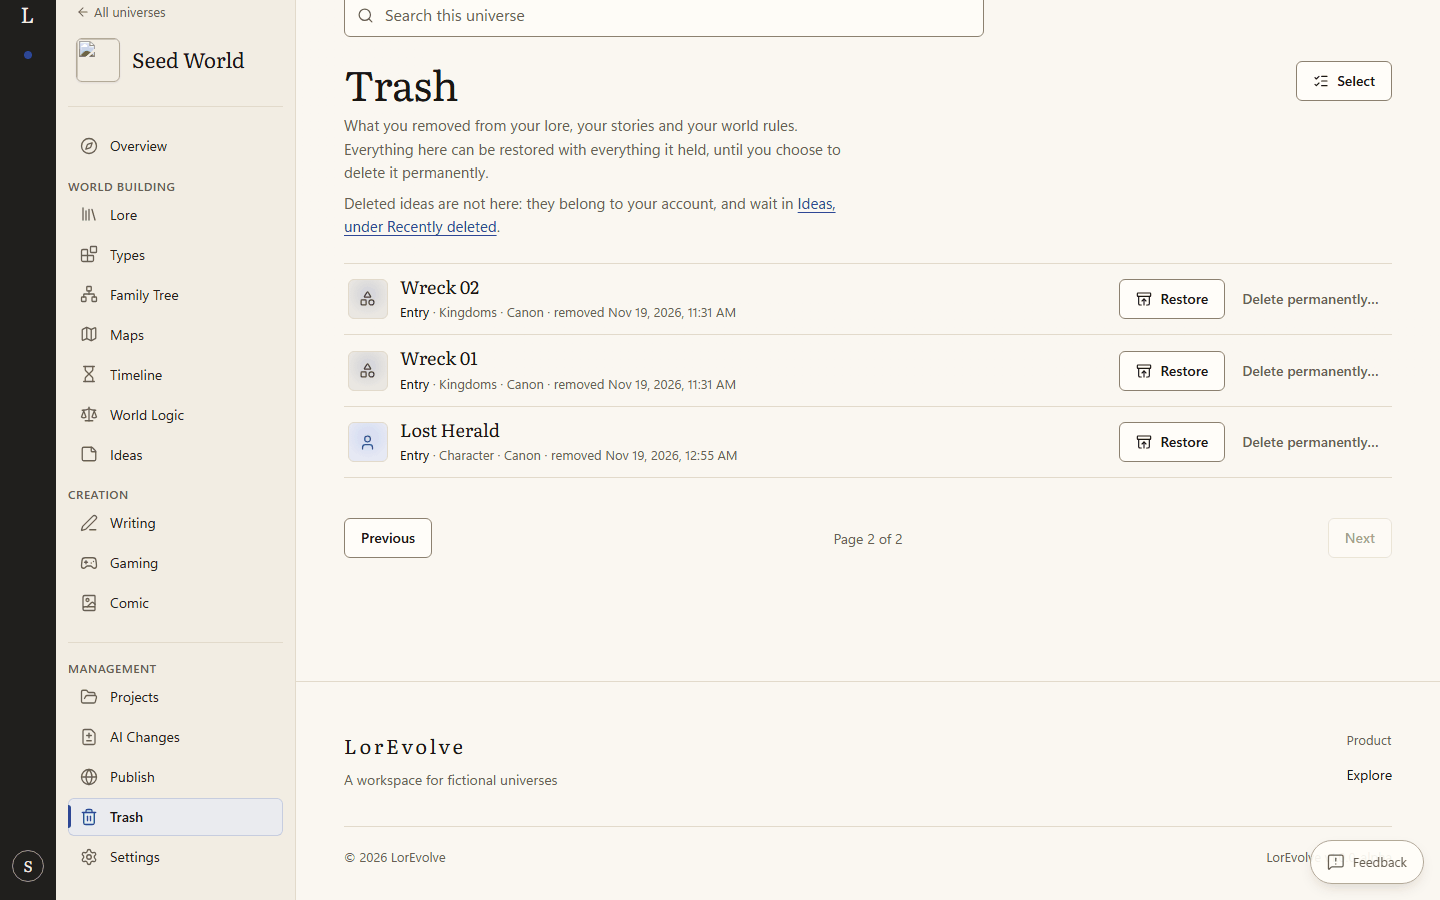 L
← All universes
Seed World
Overview
WORLD BUILDING
Lore
Types
Family Tree
Maps
Timeline
World Logic
Ideas
CREATION
Writing
Gaming
Comic
MANAGEMENT
Projects
AI Changes
Publish
Trash
Settings
S
Search this universe
Trash
Select
What you removed from your lore, your stories and your world rules.
Everything here can be restored with everything it held, until you choose to
delete it permanently.
Deleted ideas are not here: they belong to your account, and wait in Ideas,
under Recently deleted.
Wreck 02
Entry · Kingdoms · Canon · removed Nov 19, 2026, 11:31 AM
Restore
Delete permanently...
Wreck 01
Entry · Kingdoms · Canon · removed Nov 19, 2026, 11:31 AM
Restore
Delete permanently...
Lost Herald
Entry · Character · Canon · removed Nov 19, 2026, 12:55 AM
Restore
Delete permanently...
Previous
Page 2 of 2
Next
LorEvolve
A workspace for fictional universes
Product
Explore
© 2026 LorEvolve
Feedback